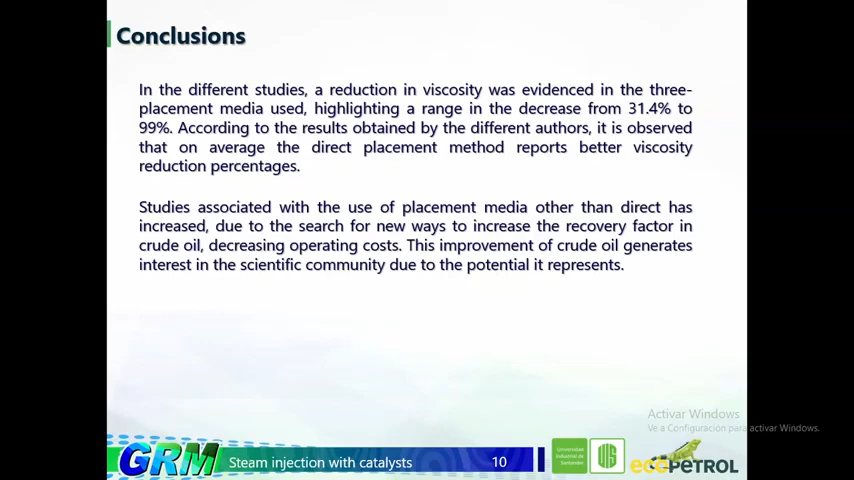 Conclusions
In the different studies, a reduction in viscosity was evidenced in the three-
placement media used, highlighting a range in the decrease from 31.4% to
99%. According to the results obtained by the different authors, it is observed
that on average the direct placement method reports better viscosity
reduction percentages.
Studies associated with the use of placement media other than direct has
increased, due to the search for new ways to increase the recovery factor in
crude oil, decreasing operating costs. This improvement of crude oil generates
interest in the scientific community due to the potential it represents.
Activar Windows
Ve a Configuración para activar Windows.
GRM
Steam injection with catalysts
10
Universidad
Industrial de
Santander
UIS
ecoPETROL